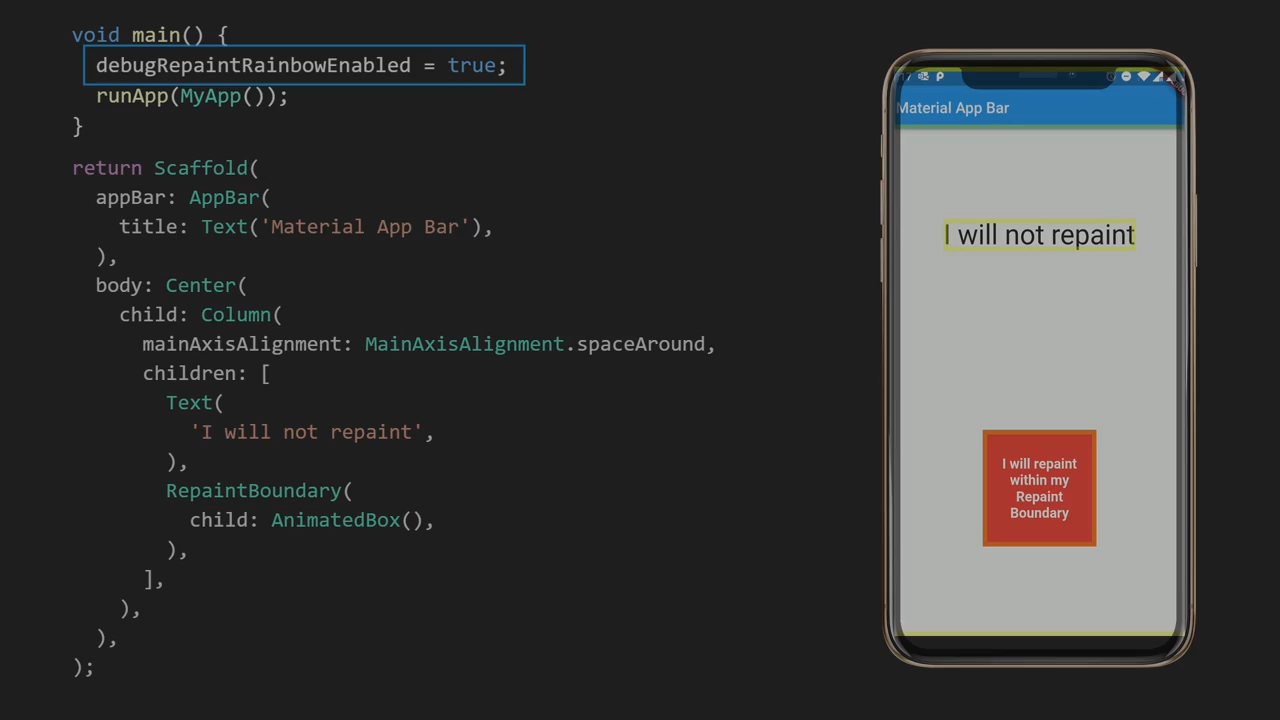 void main() {
debugRepaintRainbowEnabled = true;
runApp(MyApp());
}
return Scaffold(
appBar: AppBar(
title: Text('Material App Bar'),
),
body: Center(
child: Column(
mainAxisAlignment: MainAxisAlignment.spaceAround,
children: [
Text(
'I will not repaint',
),
RepaintBoundary(
child: AnimatedBox(),
),
],
),
),
);
Material App Bar
I will not repaint
I will repaint
within my
Repaint
Boundary